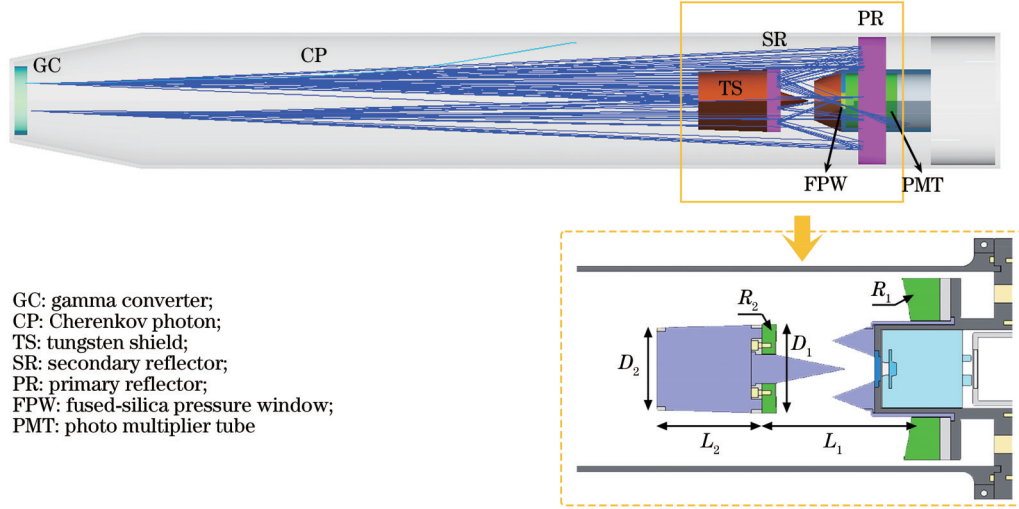 PR
SR
CP
GC
TS
FPW
PMT
GC: gamma converter;
CP: Cherenkov photon;
TS: tungsten shield;
SR: secondary reflector;
PR: primary reflector;
FPW: fused-silica pressure window;
PMT: photo multiplier tube
R₂
R₁
D₂
D₁
L₂
L₁